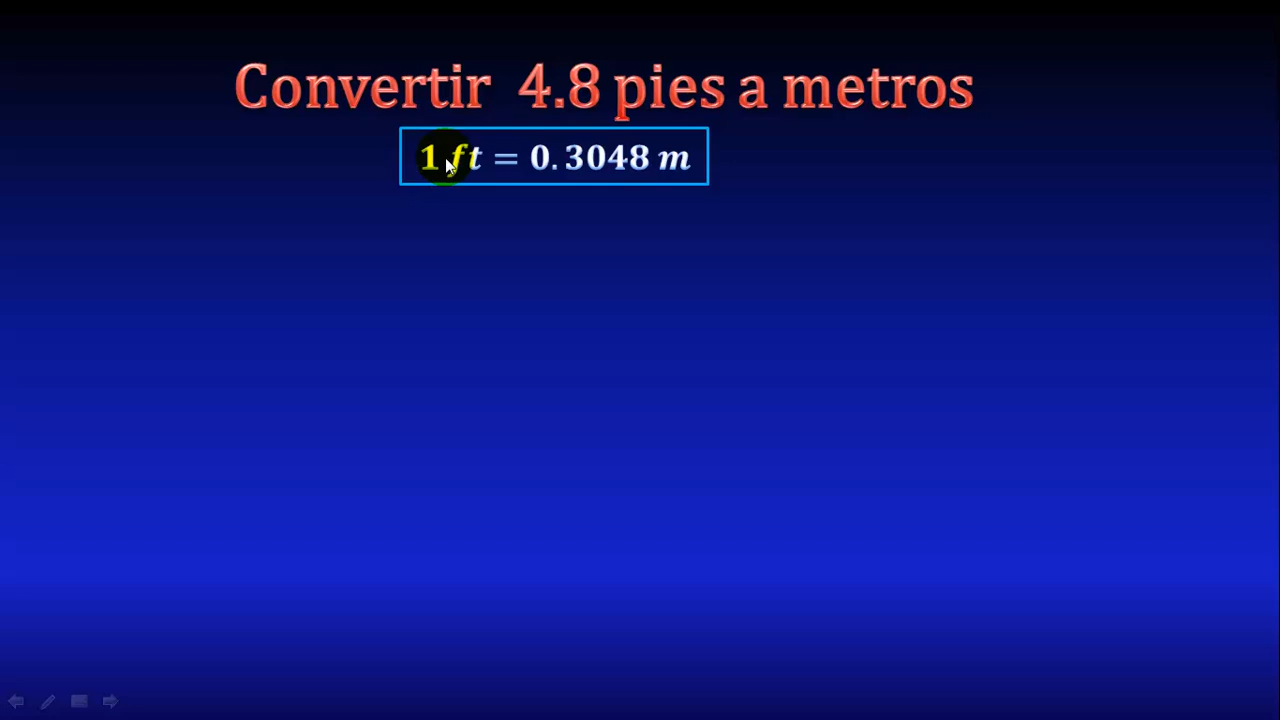 Convertir 4.8 pies a metros
1 ft = 0.3048 m